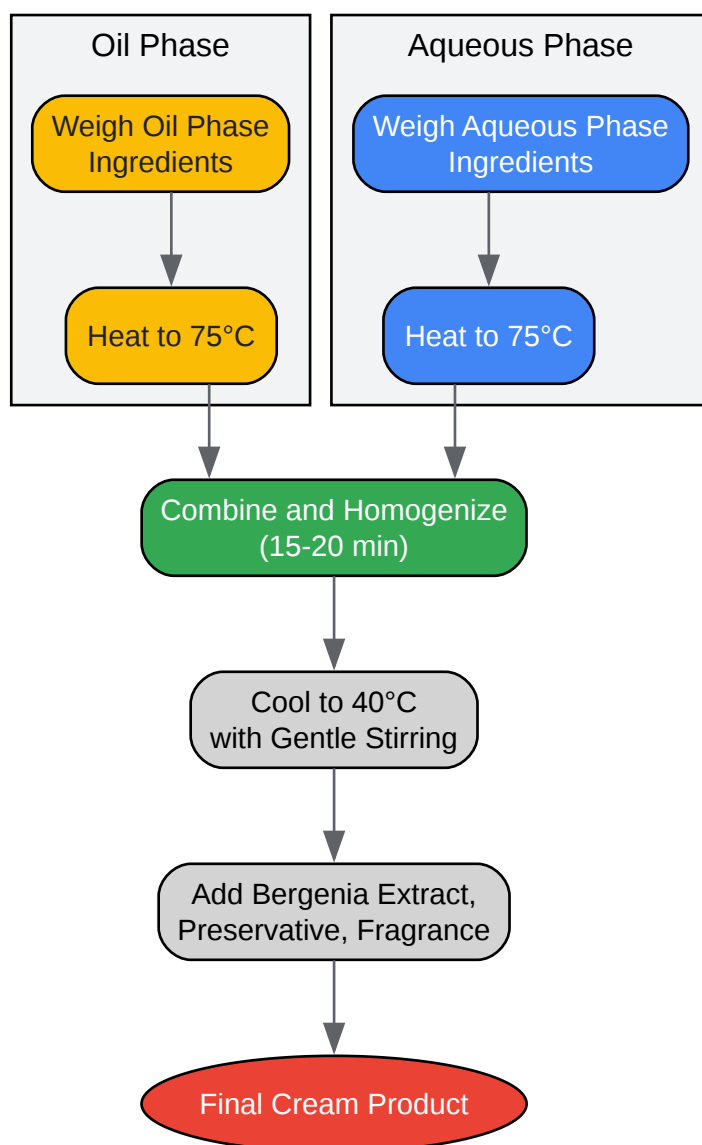 Oil Phase
Weigh Oil Phase
Ingredients
Heat to 75°C
Aqueous Phase
Weigh Aqueous Phase
Ingredients
Heat to 75°C
Combine and Homogenize
(15-20 min)
Cool to 40°C
with Gentle Stirring
Add Bergenia Extract,
Preservative, Fragrance
Final Cream Product